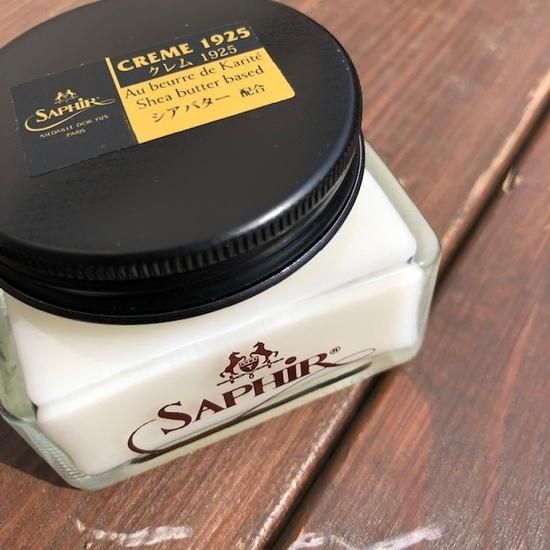 CREME 1925
クレム 1925
Au beurre de Karité
Shea butter based
シアバター 配合
SAPHIR
MEDAILLE D'OR 1925
PARIS
SAPHIR®